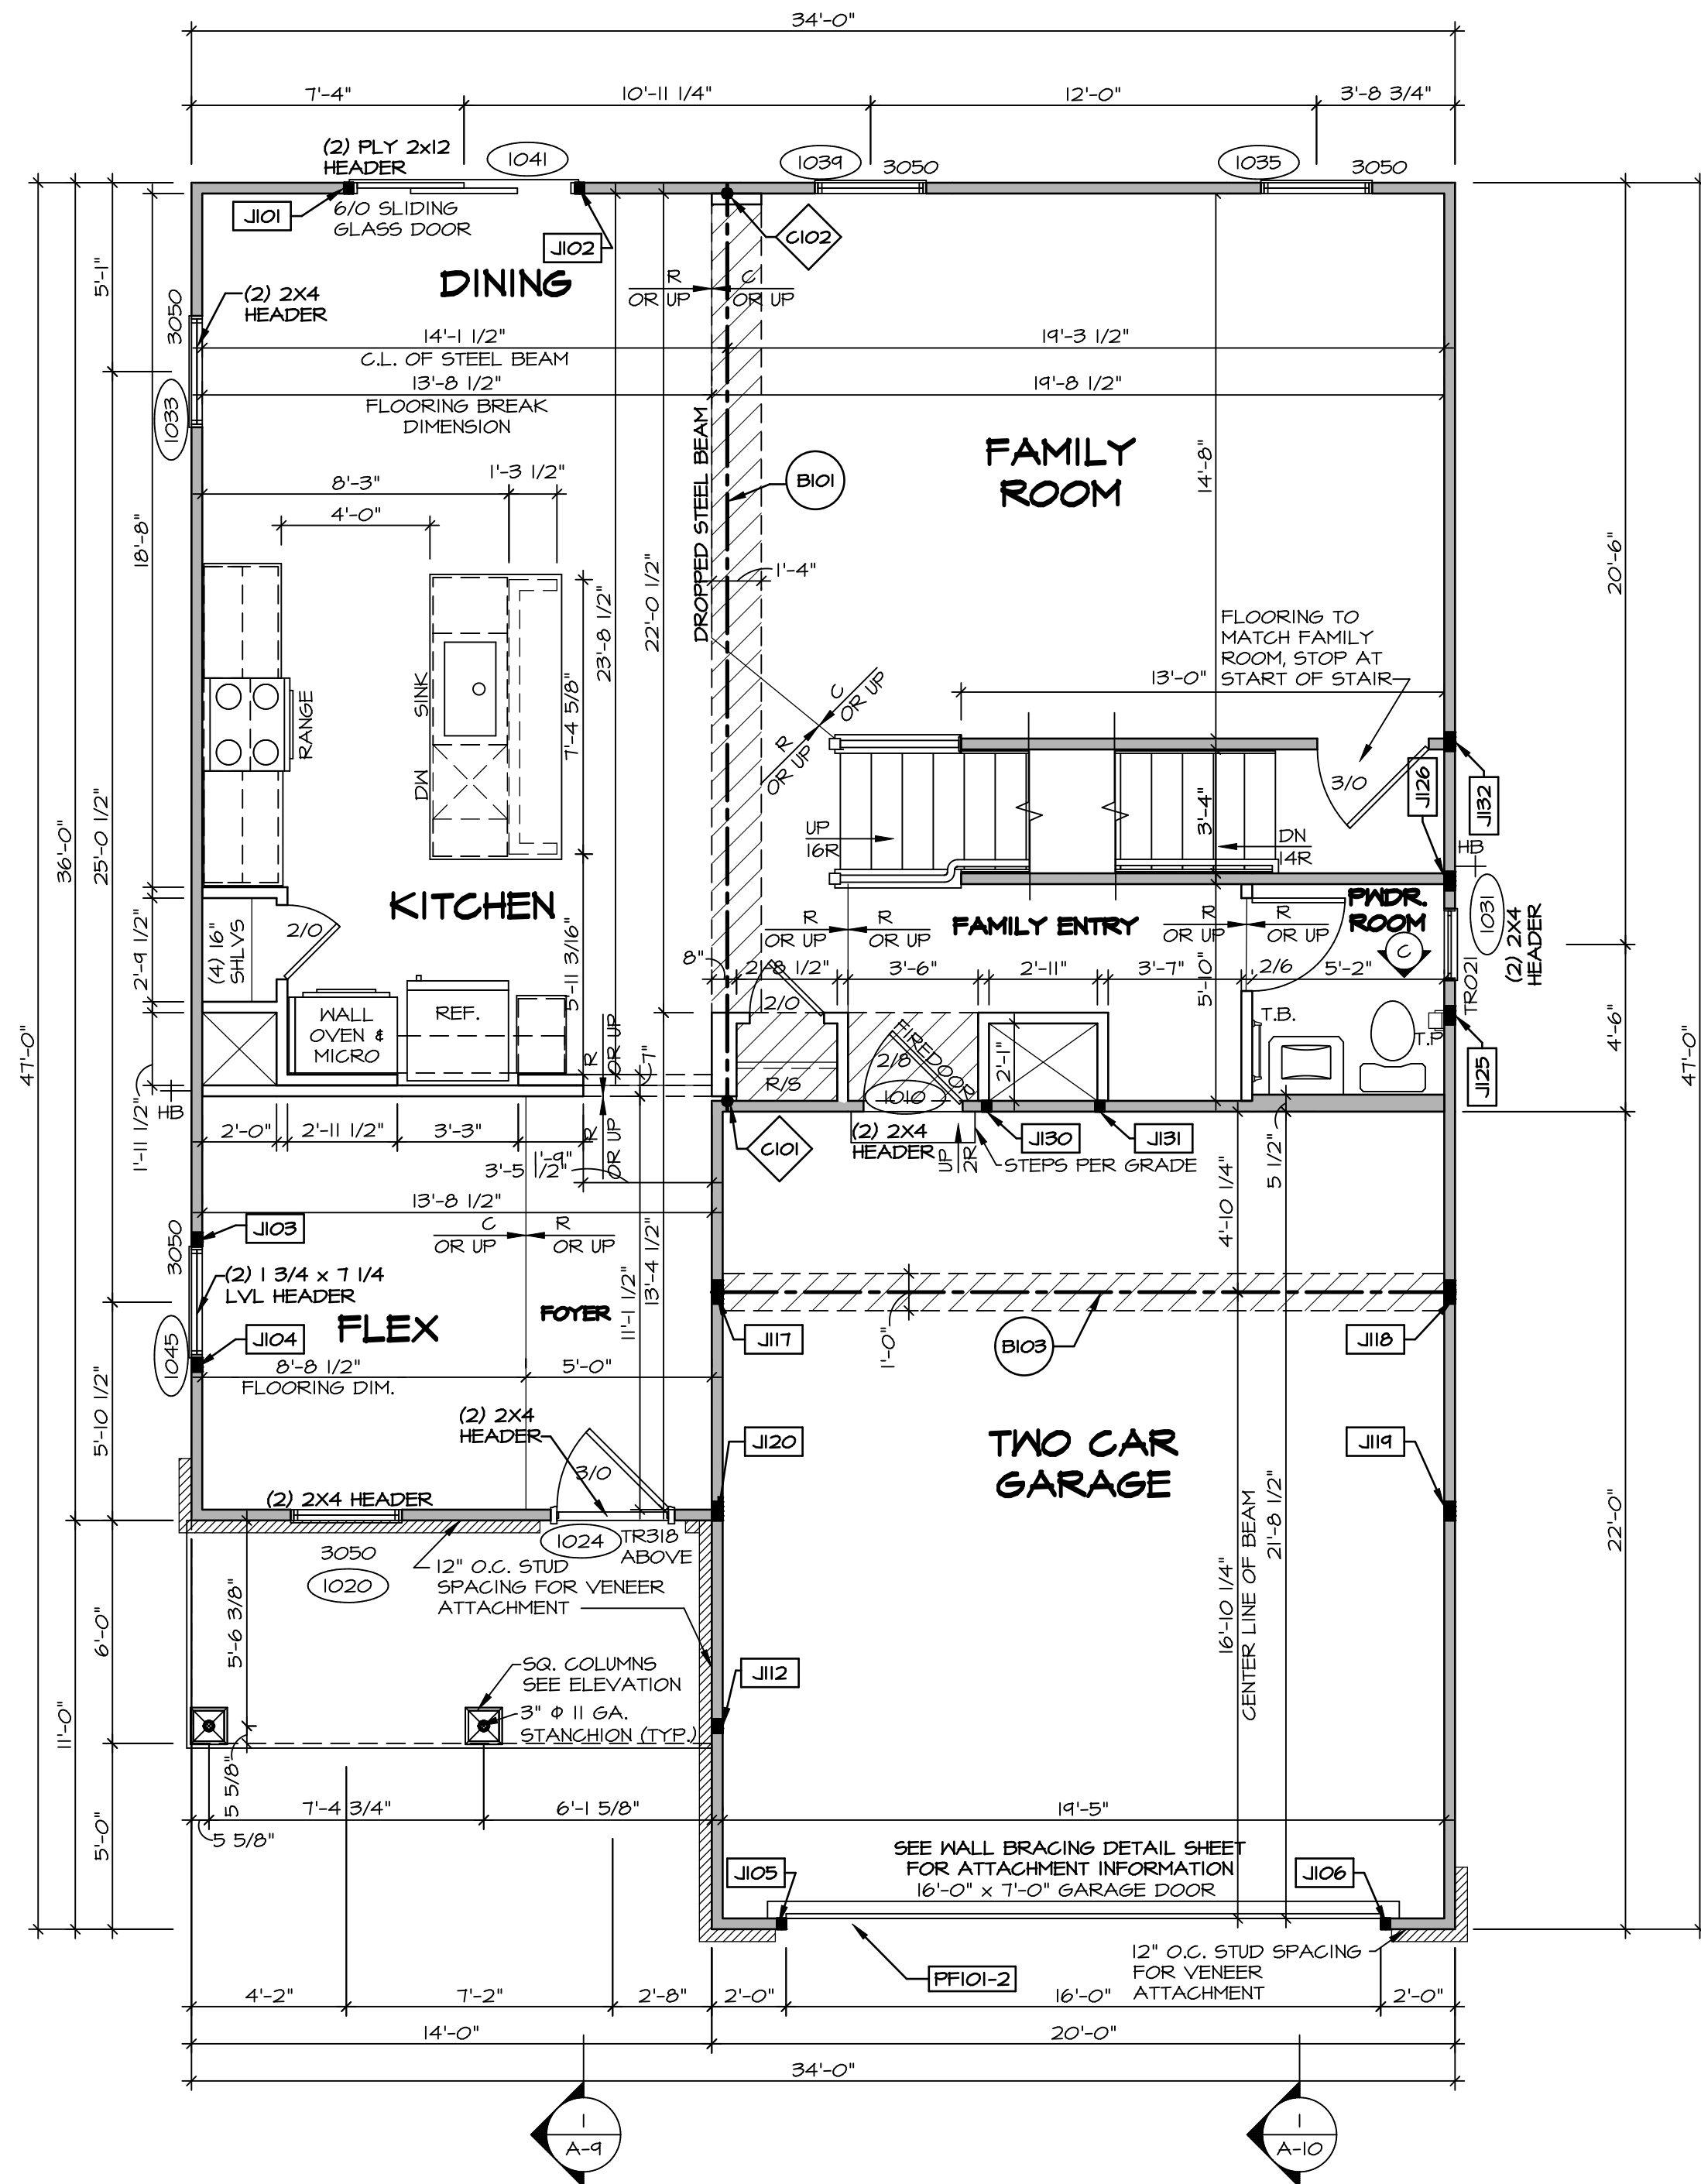 34'-0"
7'-4"
10'-11 1/4"
12'-0"
3'-8 3/4"
(2) PLY 2x12
HEADER
1041
1039
3050
1035
3050
J101
6/0 SLIDING
GLASS DOOR
J102
C102
DINING
R
OR UP
C
OR UP
5'-1"
3050
(2) 2X4
HEADER
14'-1 1/2"
C.L. OF STEEL BEAM
19'-3 1/2"
13'-8 1/2"
FLOORING BREAK
DIMENSION
19'-8 1/2"
1033
DROPPED STEEL BEAM
FAMILY
ROOM
B101
14'-8"
8'-3"
1'-3 1/2"
4'-0"
18'-8"
22'-0 1/2"
23'-8 1/2"
1'-4"
20'-6"
FLOORING TO
MATCH FAMILY
ROOM, STOP AT
START OF STAIR
13'-0"
RANGE
SINK
DW
7'-4 5/8"
C
OR UP
R
OR UP
3/0
J126
J132
HB
UP
16R
3'-4"
DN
14R
36'-0"
25'-0 1/2"
47'-0"
KITCHEN
2'-9 1/2"
(4) 16"
SHLVS
2/0
5'-11 3/16"
R
OR UP
R
OR UP
FAMILY ENTRY
R
OR UP
R
OR UP
PWDR.
ROOM
C
1031
(2) 2X4
HEADER
TR021
8"
2'-8 1/2"
3'-6"
2'-11"
3'-7"
5'-10"
2/6
5'-2"
WALL
OVEN &
MICRO
REF.
2/0
R/S
FIREDOOR
2/8
1010
2'-1"
T.B.
T.P.
J125
4'-6"
47'-0"
R
OR UP
7"
1'-11 1/2"
HB
2'-0"
2'-11 1/2"
3'-3"
1'-9"
R
OR UP
3'-5 1/2"
C101
(2) 2X4
HEADER
UP
2R
J130
J131
STEPS PER GRADE
5 1/2"
4'-10 1/4"
13'-8 1/2"
3050
J103
C
OR UP
R
OR UP
(2) 1 3/4 x 7 1/4
LVL HEADER
FLEX
FOYER
11'-1 1/2"
13'-4 1/2"
J104
1045
8'-8 1/2"
FLOORING DIM.
5'-0"
J117
1'-0"
B103
J118
5'-10 1/2"
(2) 2X4
HEADER
J120
TWO CAR
GARAGE
J119
3/0
(2) 2X4 HEADER
3050
1020
1024
TR318
ABOVE
12" O.C. STUD
SPACING FOR VENEER
ATTACHMENT
16'-10 1/4"
CENTER LINE OF BEAM
21'-8 1/2"
22'-0"
6'-0"
5'-6 3/8"
11'-0"
SQ. COLUMNS
SEE ELEVATION
3" Φ 11 GA.
STANCHION (TYP.)
J112
5 5/8"
5'-0"
7'-4 3/4"
6'-1 5/8"
19'-5"
5 5/8"
SEE WALL BRACING DETAIL SHEET
FOR ATTACHMENT INFORMATION
16'-0" x 7'-0" GARAGE DOOR
J105
J106
PF101-2
12" O.C. STUD SPACING
FOR VENEER
ATTACHMENT
4'-2"
7'-2"
2'-8"
2'-0"
16'-0"
2'-0"
14'-0"
20'-0"
34'-0"
1
A-9
1
A-10